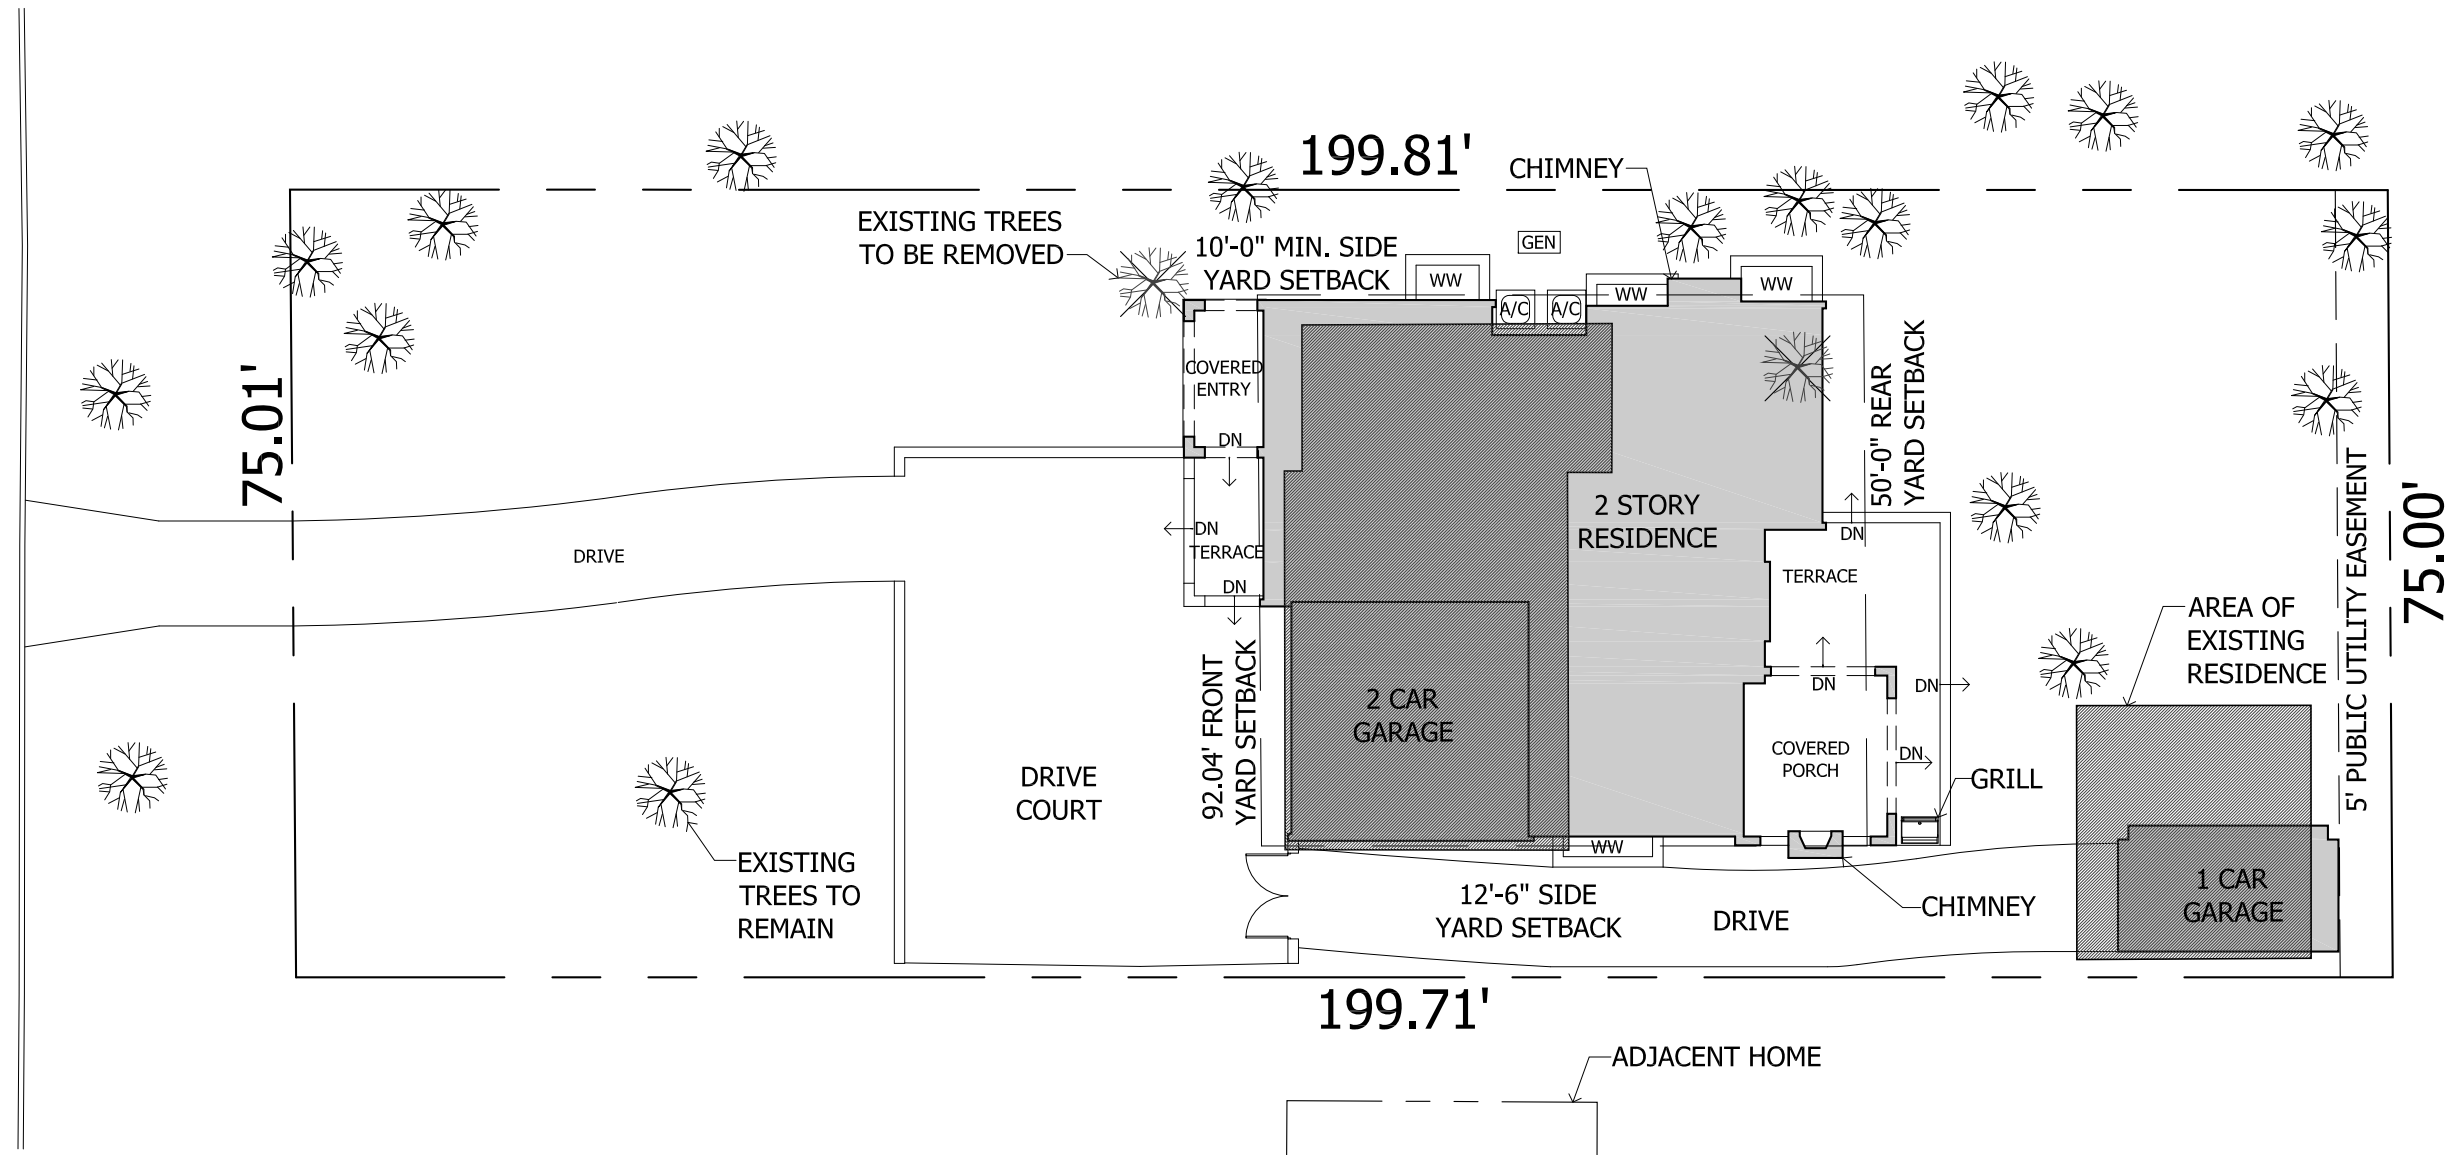 199.81'
CHIMNEY
EXISTING TREES
TO BE REMOVED
10'-0" MIN. SIDE
YARD SETBACK
GEN
WW
WW
WW
A/C
A/C
COVERED
ENTRY
DN
75.01'
50'-0" REAR
YARD SETBACK
2 STORY
RESIDENCE
DN
TERRACE
DN
DRIVE
DN
TERRACE
5' PUBLIC UTILITY EASEMENT
75.00'
AREA OF
EXISTING
RESIDENCE
92.04' FRONT
YARD SETBACK
2 CAR
GARAGE
DN
DN
COVERED
PORCH
DN
GRILL
DRIVE
COURT
EXISTING
TREES TO
REMAIN
WW
12'-6" SIDE
YARD SETBACK
DRIVE
CHIMNEY
1 CAR
GARAGE
199.71'
ADJACENT HOME